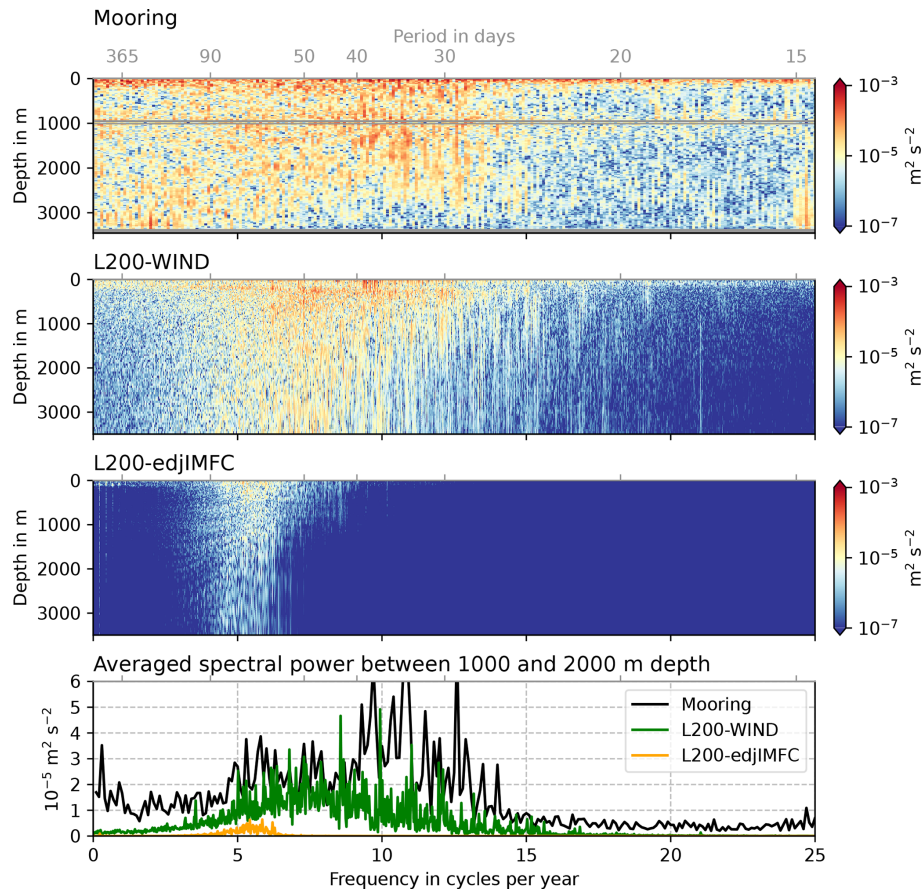 Mooring
Period in days
365 90 50 40 30 20 15
0
1000
2000
3000
Depth in m
10⁻³
10⁻⁵
10⁻⁷
m² s⁻²
L200-WIND
0
1000
2000
3000
Depth in m
10⁻³
10⁻⁵
10⁻⁷
m² s⁻²
L200-edjIMFC
0
1000
2000
3000
Depth in m
10⁻³
10⁻⁵
10⁻⁷
m² s⁻²
Averaged spectral power between 1000 and 2000 m depth
6
5
4
3
2
1
0
10⁻⁵ m² s⁻²
Mooring
L200-WIND
L200-edjIMFC
0 5 10 15 20 25
Frequency in cycles per year